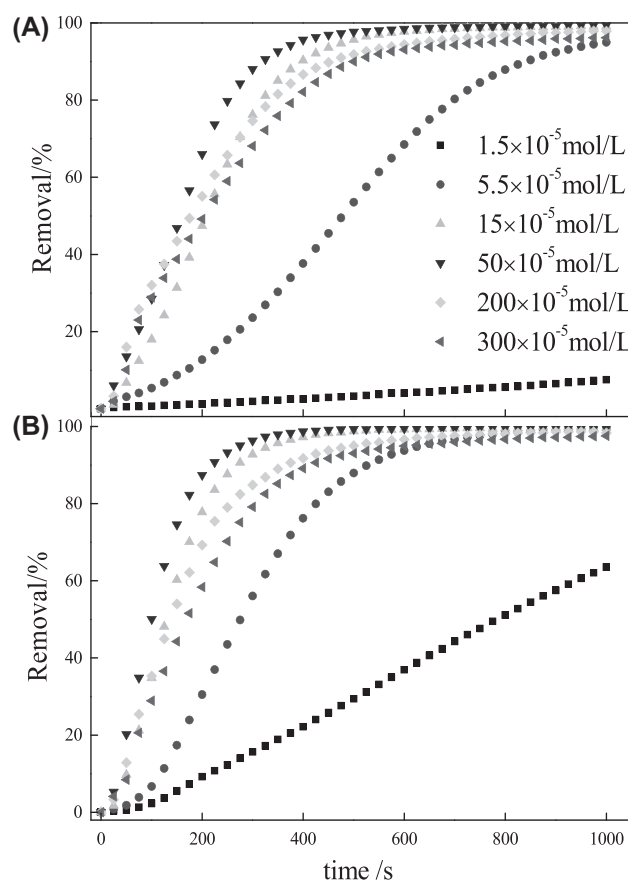 (A)
100
80
60
40
20
Removal/%
1.5×10⁻⁵mol/L
5.5×10⁻⁵mol/L
15×10⁻⁵mol/L
50×10⁻⁵mol/L
200×10⁻⁵mol/L
300×10⁻⁵mol/L
(B)
100
80
60
40
20
0
Removal/%
0 200 400 600 800 1000
time /s